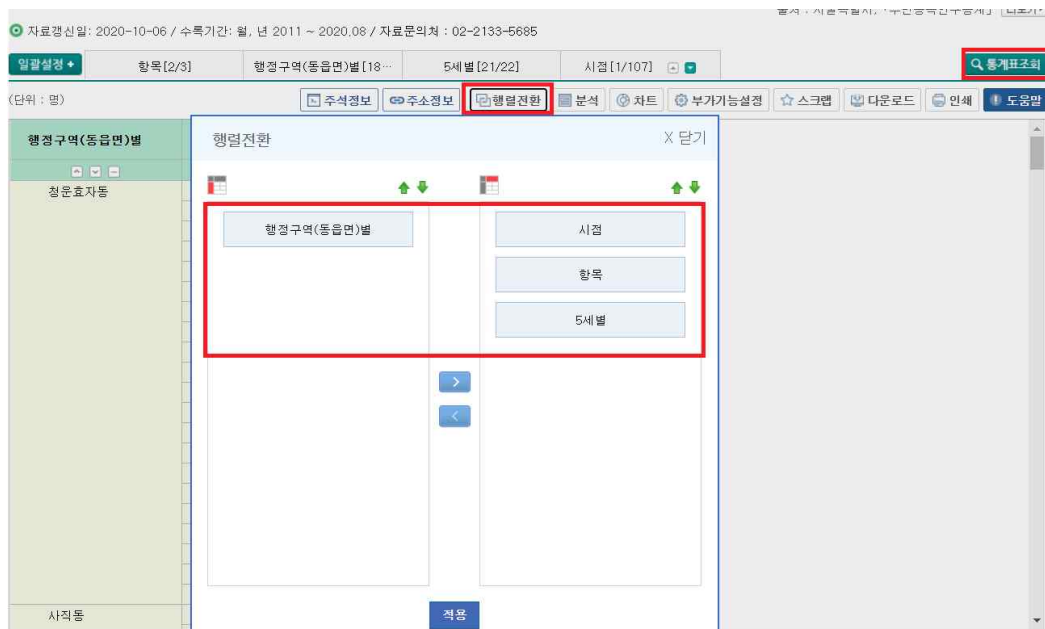 자료갱신일: 2020-10-06 / 수록기간: 월, 년 2011 ~ 2020.08 / 자료문의처 : 02-2133-5685
일괄설정 + 항목[2/3] 행정구역(동읍면)별[18… 5세별[21/22] 시점[1/107] 통계표조회
(단위 : 명) 주석정보 주소정보 행렬전환 분석 차트 부가기능설정 스크랩 다운로드 인쇄 도움말
행정구역(동읍면)별
행렬전환 X 닫기
청운효자동
행정구역(동읍면)별 시점
항목
5세별
>
<
사직동
적용